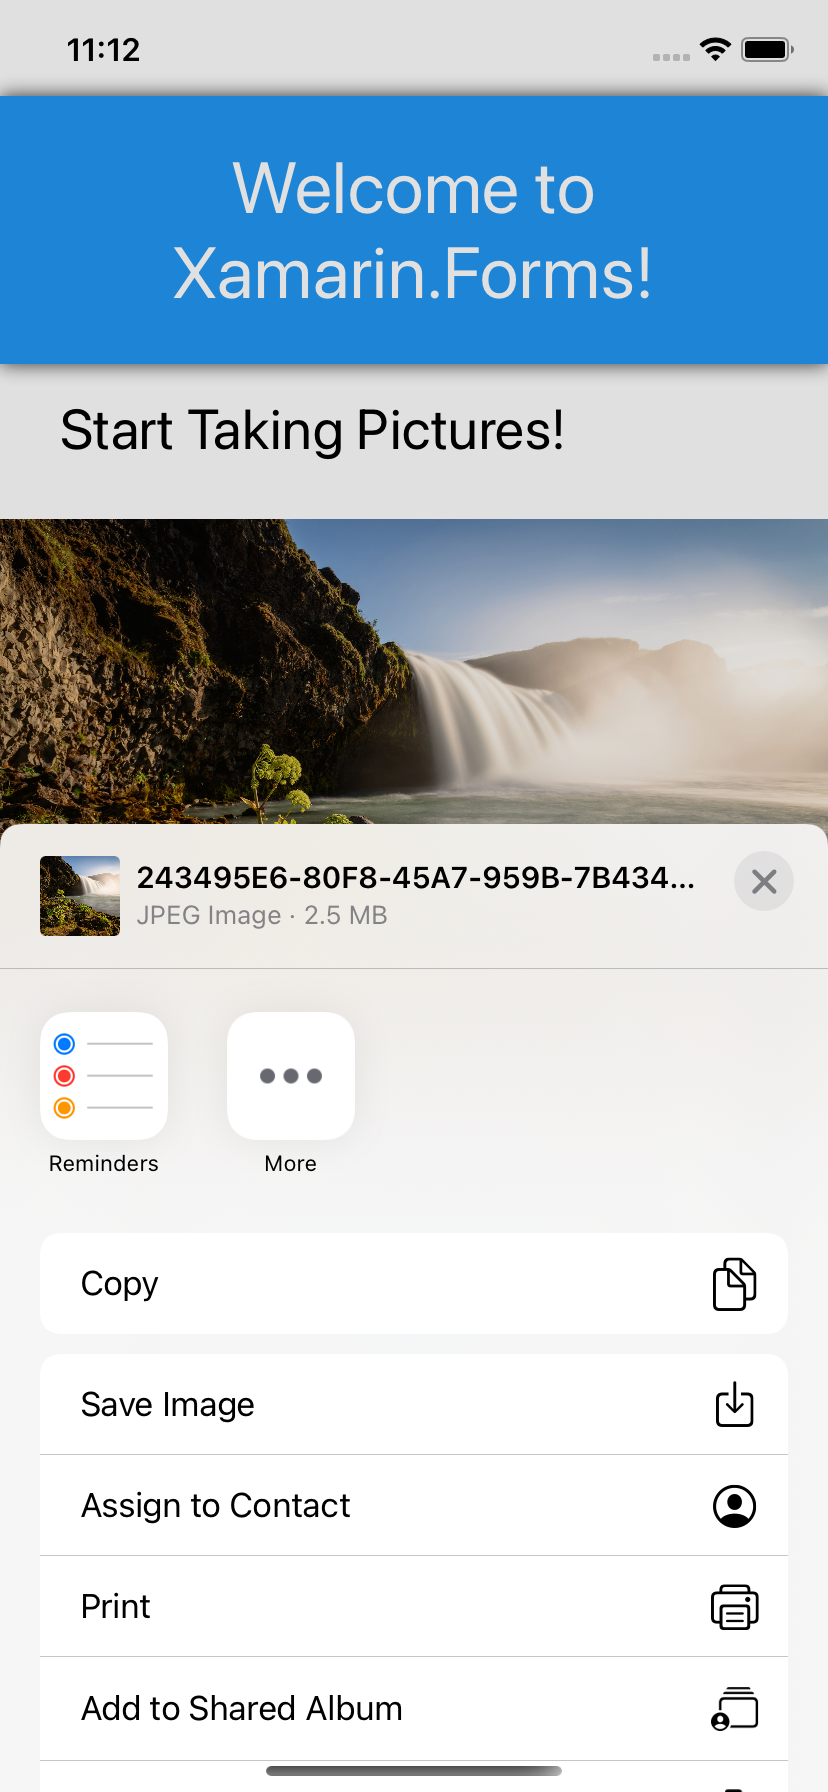 11:12
Welcome to
Xamarin.Forms!
Start Taking Pictures!
243495E6-80F8-45A7-959B-7B434...
JPEG Image · 2.5 MB
Reminders
More
Copy
Save Image
Assign to Contact
Print
Add to Shared Album